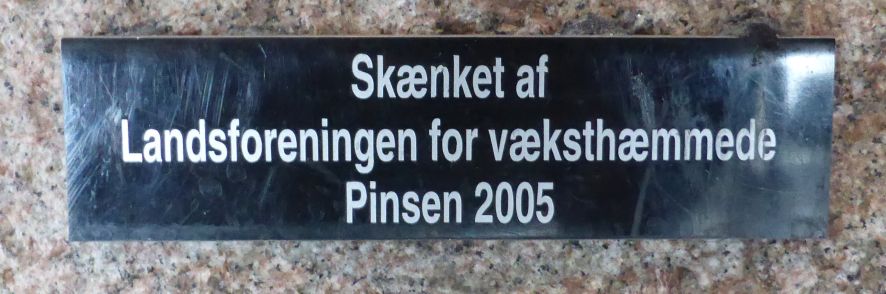 Skænket af
Landsforeningen for væksthæmmede
Pinsen 2005